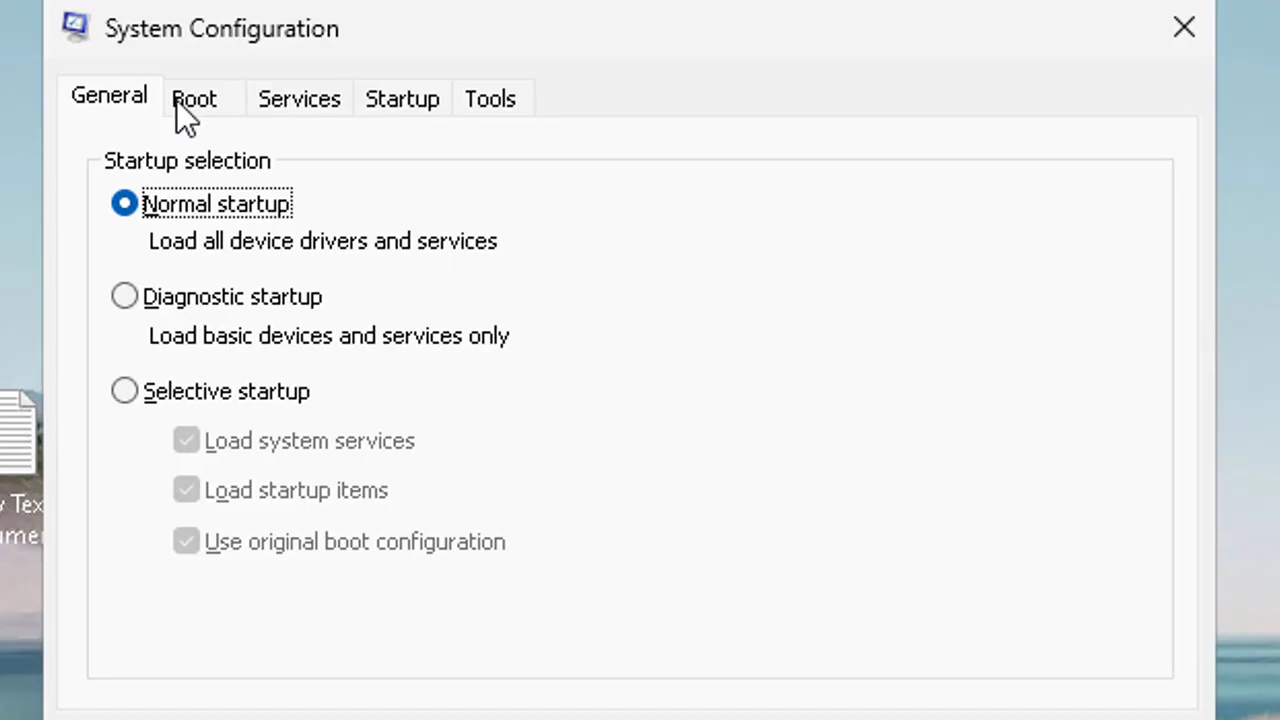 System Configuration
General Boot Services Startup Tools
Startup selection
Normal startup
Load all device drivers and services
Diagnostic startup
Load basic devices and services only
Selective startup
Load system services
Load startup items
Use original boot configuration